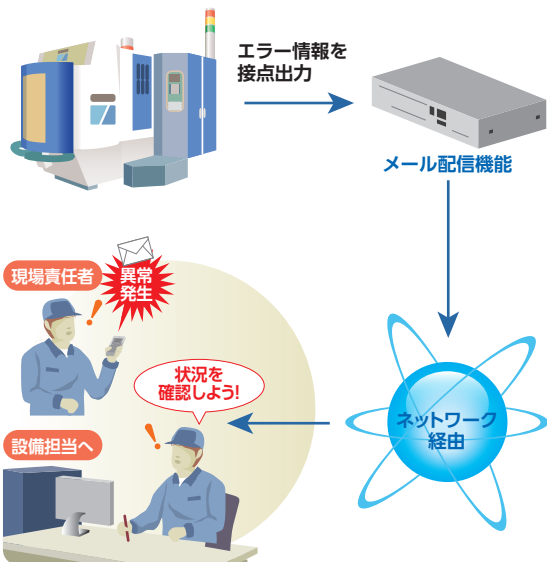 エラー情報を
接点出力
メール配信機能
現場責任者
異常
発生
状況を
確認しよう!
設備担当へ
ネットワーク
経由